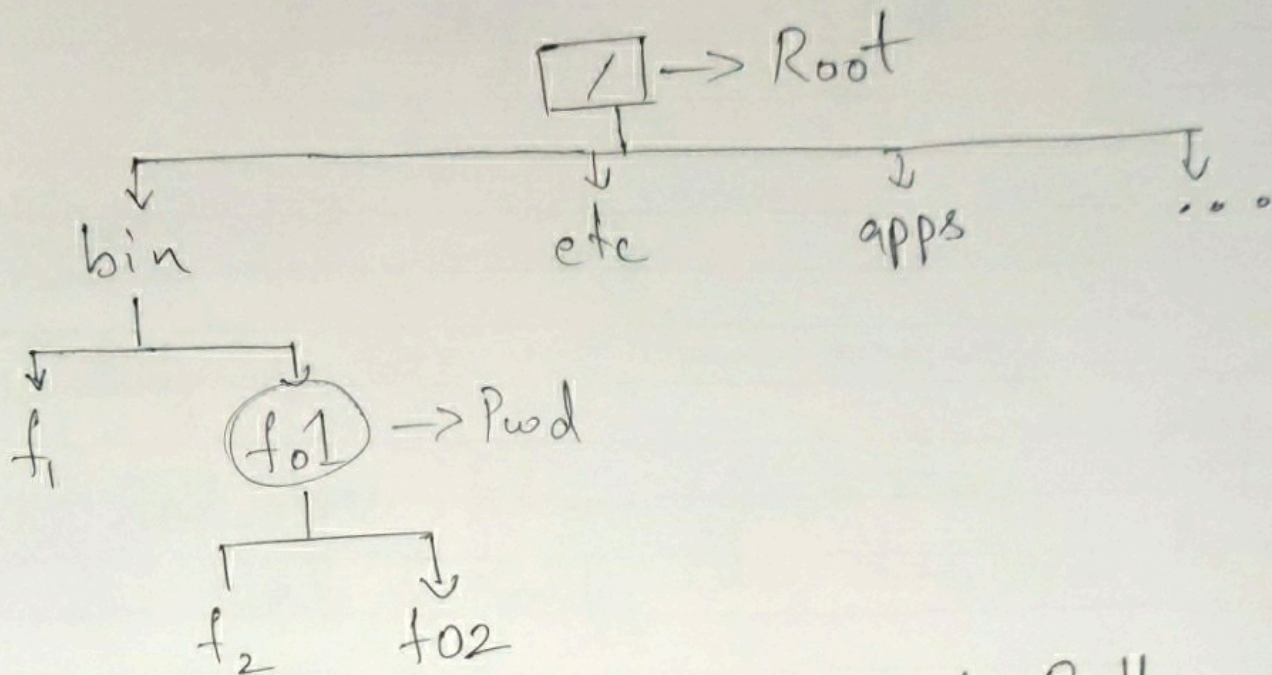 / → Root
bin etc apps ...
f₁ fo1 → Pwd
f₂ fo2